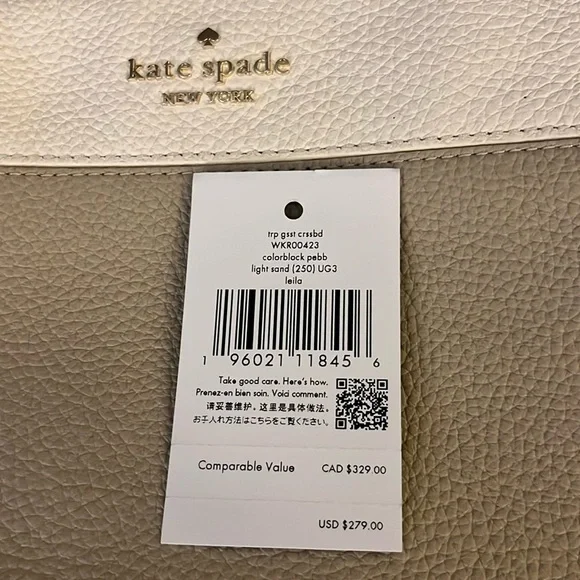 kate spade
NEW YORK
trp gsst crssbd
WKR00423
colorblock pebb
light sand (250) UG3
leila
1 96021 11845 6
Take good care. Here's how.
Prenez-en bien soin. Voici comment.
请妥善维护。这里是具体做法。
お手入れ方法はこちらをご覧ください。
Comparable Value CAD $329.00
USD $279.00